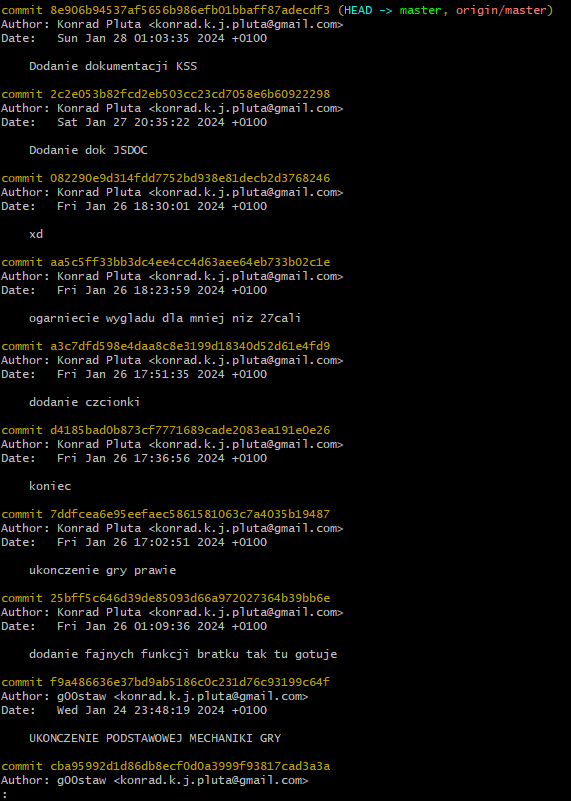 commit 8e906b94537af5656b986efb01bbaff87adecdf3 (HEAD -> master, origin/master)
Author: Konrad Pluta <konrad.k.j.pluta@gmail.com>
Date:   Sun Jan 28 01:03:35 2024 +0100
Dodanie dokumentacji KSS
commit 2c2e053b82fcd2eb503cc23cd7058e6b60922298
Author: Konrad Pluta <konrad.k.j.pluta@gmail.com>
Date:   Sat Jan 27 20:35:22 2024 +0100
Dodanie dok JSDOC
commit 082290e9d314fdd7752bd938e81decb2d3768246
Author: Konrad Pluta <konrad.k.j.pluta@gmail.com>
Date:   Fri Jan 26 18:30:01 2024 +0100
xd
commit aa5c5ff33bb3dc4ee4cc4d63aee64eb733b02c1e
Author: Konrad Pluta <konrad.k.j.pluta@gmail.com>
Date:   Fri Jan 26 18:23:59 2024 +0100
ogarniecie wygladu dla mniej niz 27cali
commit a3c7dfd598e4daa8c8e3199d18340d52d61e4fd9
Author: Konrad Pluta <konrad.k.j.pluta@gmail.com>
Date:   Fri Jan 26 17:51:35 2024 +0100
dodanie czcionki
commit d4185bad0b873cf7771689cade2083ea191e0e26
Author: Konrad Pluta <konrad.k.j.pluta@gmail.com>
Date:   Fri Jan 26 17:36:56 2024 +0100
koniec
commit 7ddfcea6e95eefaec5861581063c7a4035b19487
Author: Konrad Pluta <konrad.k.j.pluta@gmail.com>
Date:   Fri Jan 26 17:02:51 2024 +0100
ukonczenie gry prawie
commit 25bff5c646d39de85093d66a972027364b39bb6e
Author: Konrad Pluta <konrad.k.j.pluta@gmail.com>
Date:   Fri Jan 26 01:09:36 2024 +0100
dodanie fajnych funkcji bratku tak tu gotuje
commit f9a486636e37bd9ab5186c0c231d76c93199c64f
Author: g00staw <konrad.k.j.pluta@gmail.com>
Date:   Wed Jan 24 23:48:19 2024 +0100
UKONCZENIE PODSTAWOWEJ MECHANIKI GRY
commit cba95992d1d86db8ecf0d0a3999f93817cad3a3a
Author: g00staw <konrad.k.j.pluta@gmail.com>
: